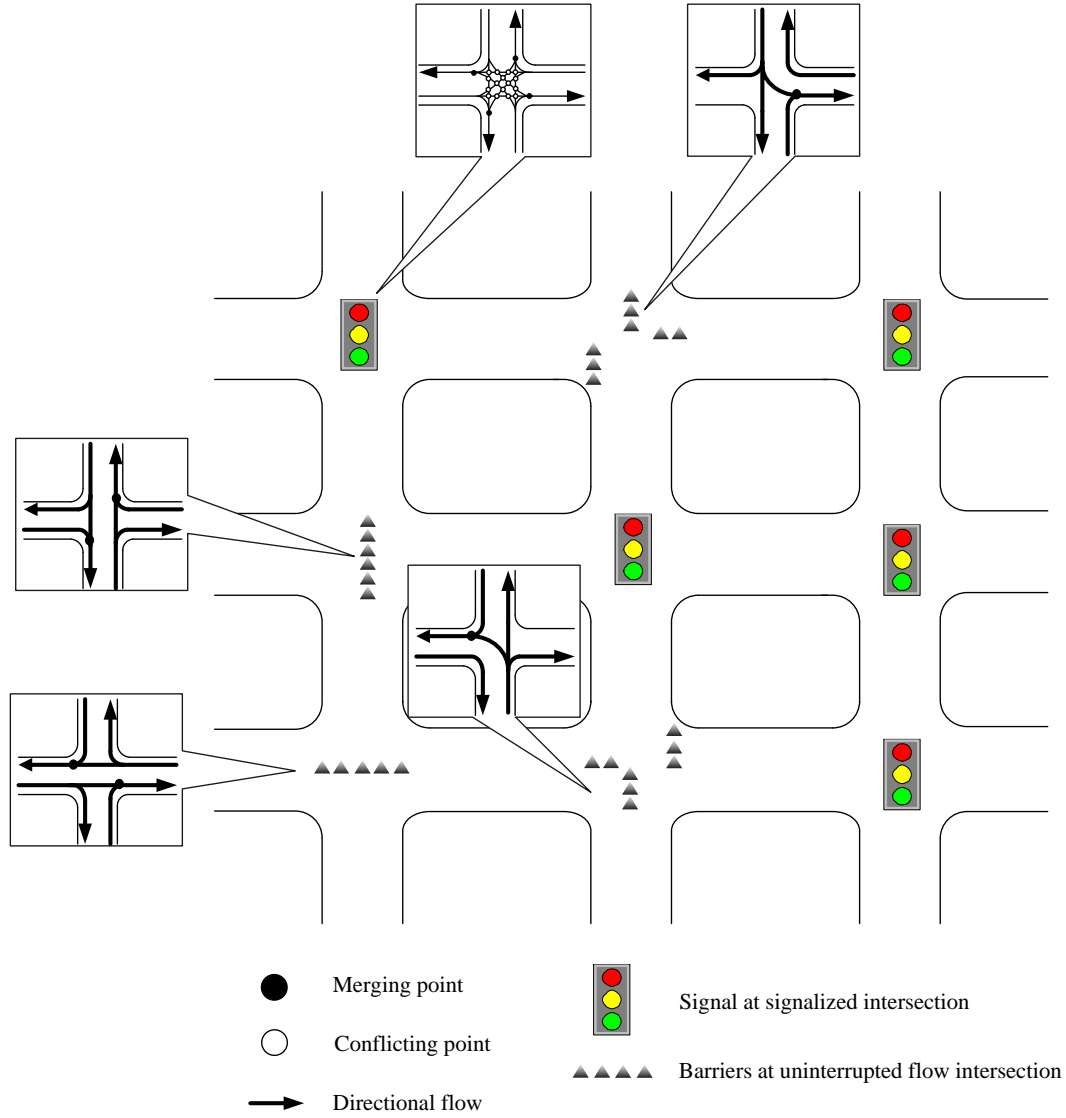 Merging point
Signal at signalized intersection
Conflicting point
Barriers at uninterrupted flow intersection
Directional flow